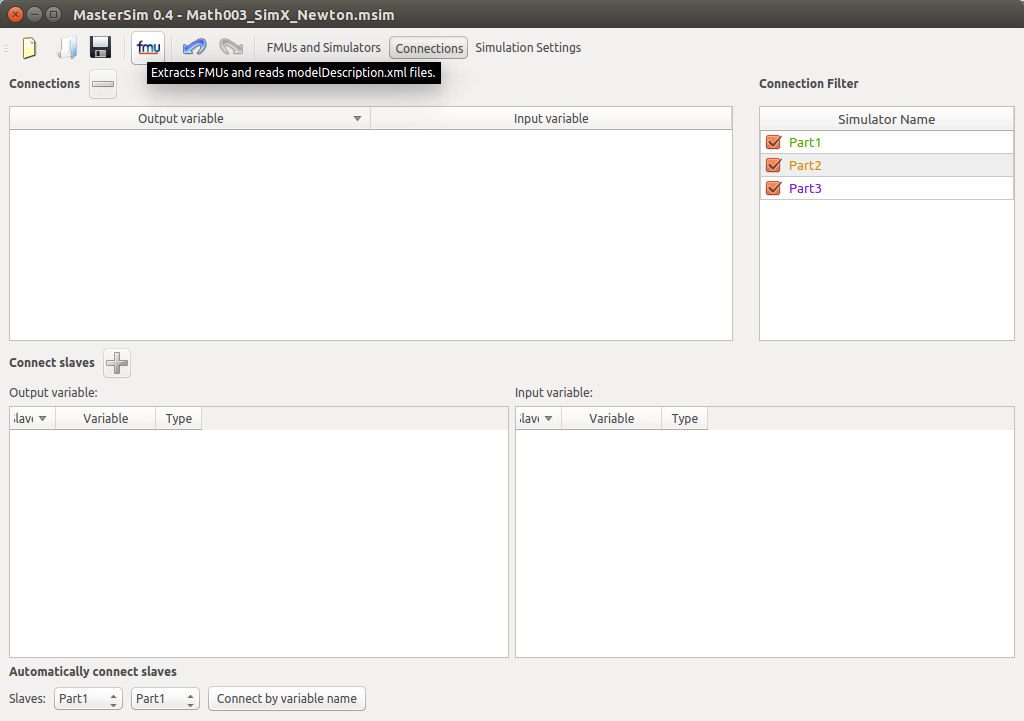 MasterSim 0.4 - Math003_SimX_Newton.msim
fmu FMUs and Simulators Connections Simulation Settings
Extracts FMUs and reads modelDescription.xml files.
Connections Connection Filter
Output variable Input variable Simulator Name
Part1
Part2
Part3
Connect slaves
Output variable: Input variable:
Variable Type Variable Type
Automatically connect slaves
Slaves: Part1 Part1 Connect by variable name